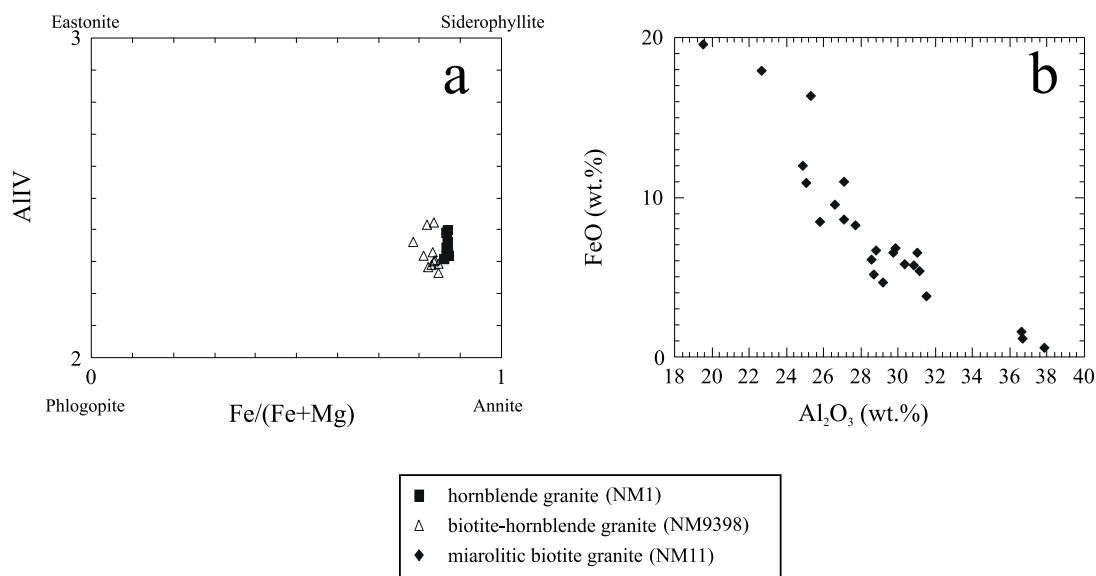 Eastonite Siderophyllite
3
a
AlIV
2
0 1
Phlogopite Fe/(Fe+Mg) Annite
20
b
FeO (wt.%)
10
0
18 20 22 24 26 28 30 32 34 36 38 40
Al₂O₃ (wt.%)
hornblende granite (NM1)
biotite-hornblende granite (NM9398)
miarolitic biotite granite (NM11)